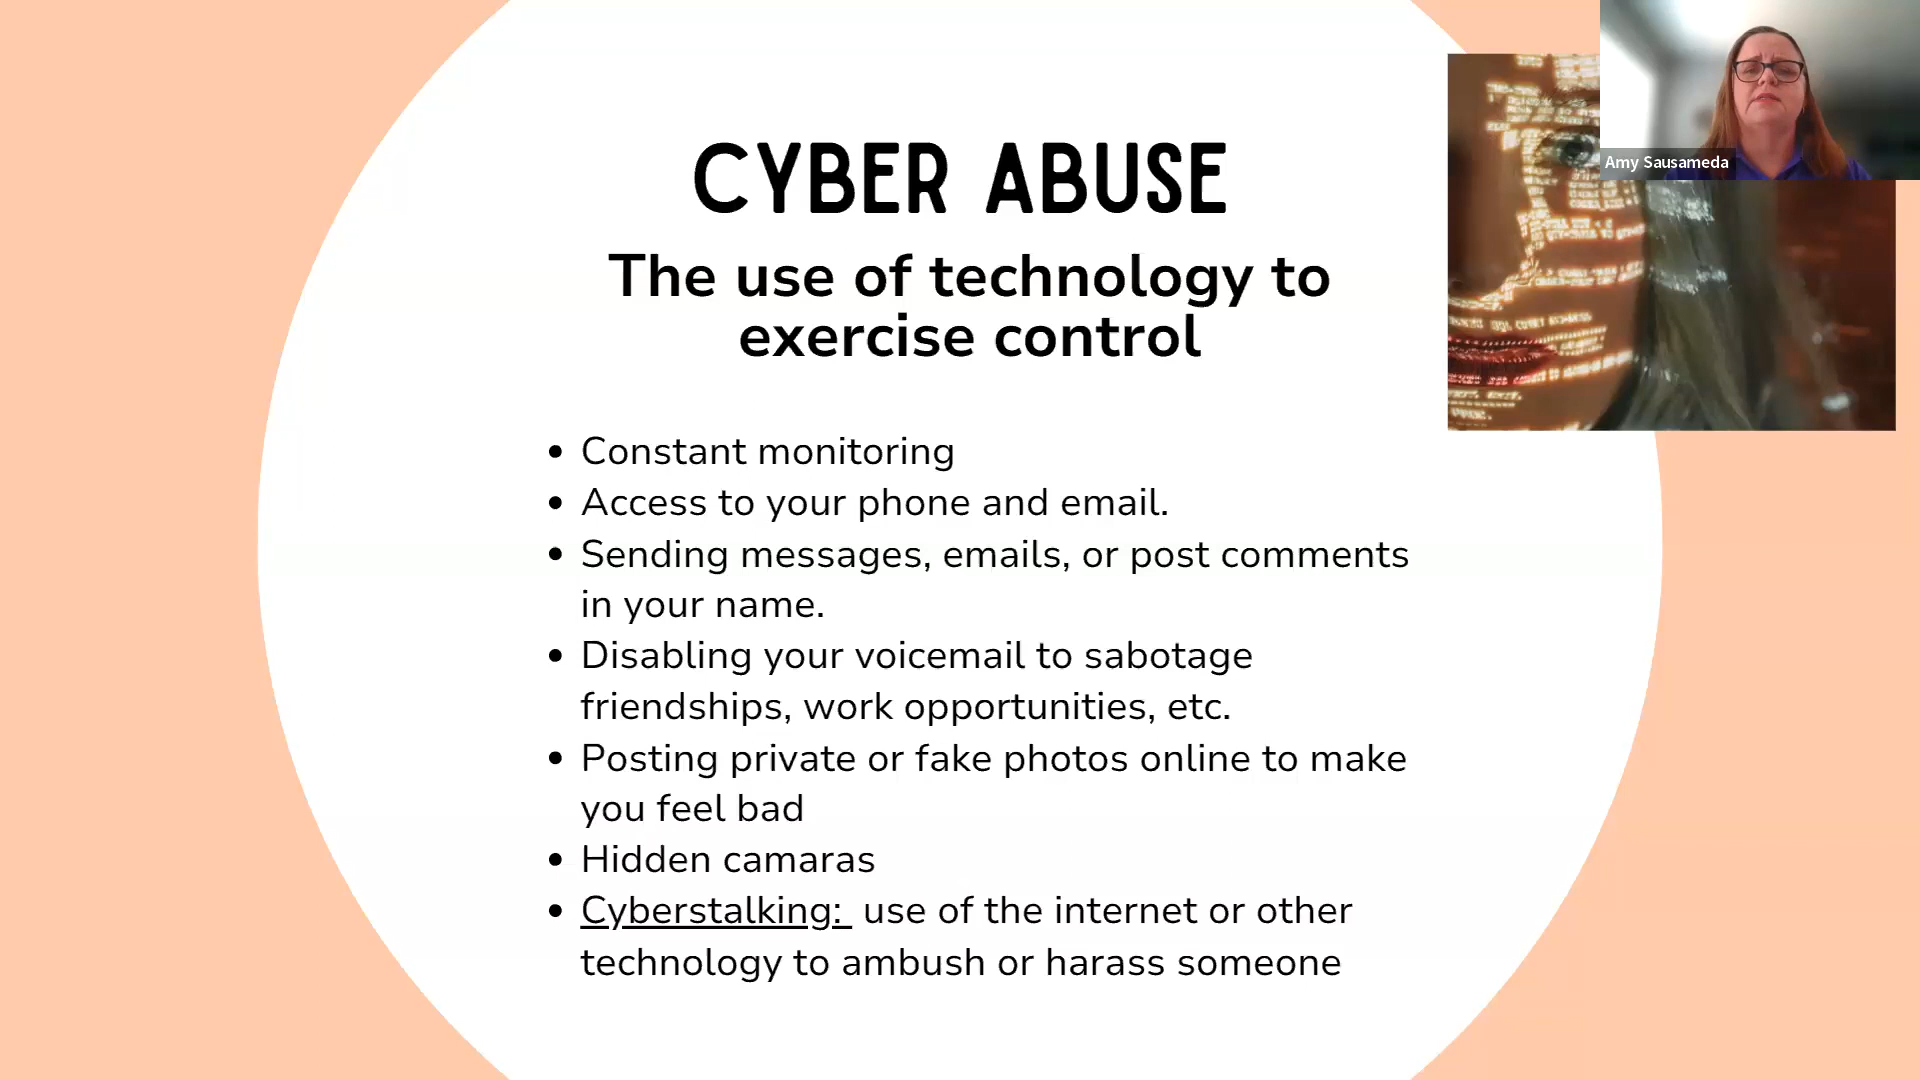 CYBER ABUSE
The use of technology to
exercise control
Amy Sausameda
• Constant monitoring
• Access to your phone and email.
• Sending messages, emails, or post comments
in your name.
• Disabling your voicemail to sabotage
friendships, work opportunities, etc.
• Posting private or fake photos online to make
you feel bad
• Hidden camaras
• Cyberstalking: use of the internet or other
technology to ambush or harass someone